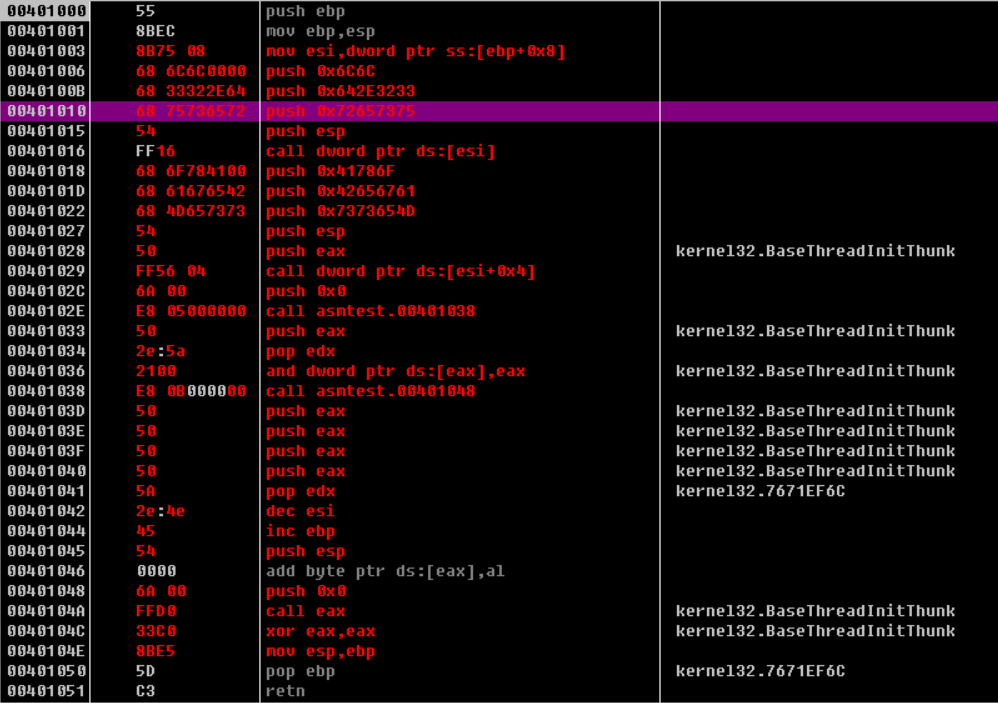 00401000 55 push ebp
00401001 8BEC mov ebp,esp
00401003 8B75 08 mov esi,dword ptr ss:[ebp+0x8]
00401006 68 6C6C0000 push 0x6C6C
0040100B 68 33322E64 push 0x642E3233
00401010 68 75736572 push 0x72657375
00401015 54 push esp
00401016 FF16 call dword ptr ds:[esi]
00401018 68 6F784100 push 0x41786F
0040101D 68 61676542 push 0x42656761
00401022 68 4D657373 push 0x7373654D
00401027 54 push esp
00401028 50 push eax kernel32.BaseThreadInitThunk
00401029 FF56 04 call dword ptr ds:[esi+0x4]
0040102C 6A 00 push 0x0
0040102E E8 05000000 call asmtest.00401038
00401033 50 push eax kernel32.BaseThreadInitThunk
00401034 2e:5a pop edx
00401036 2100 and dword ptr ds:[eax],eax kernel32.BaseThreadInitThunk
00401038 E8 0B000000 call asmtest.00401048
0040103D 50 push eax kernel32.BaseThreadInitThunk
0040103E 50 push eax kernel32.BaseThreadInitThunk
0040103F 50 push eax kernel32.BaseThreadInitThunk
00401040 50 push eax kernel32.BaseThreadInitThunk
00401041 5A pop edx kernel32.7671EF6C
00401042 2e:4e dec esi
00401044 45 inc ebp
00401045 54 push esp
00401046 0000 add byte ptr ds:[eax],al
00401048 6A 00 push 0x0
0040104A FFD0 call eax kernel32.BaseThreadInitThunk
0040104C 33C0 xor eax,eax kernel32.BaseThreadInitThunk
0040104E 8BE5 mov esp,ebp
00401050 5D pop ebp kernel32.7671EF6C
00401051 C3 retn